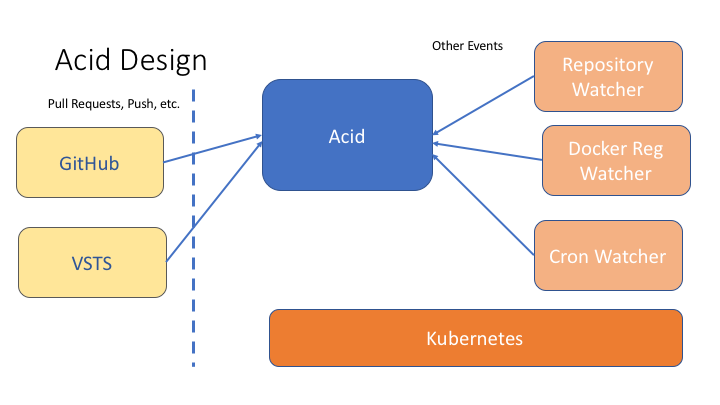 Acid Design
Pull Requests, Push, etc.
GitHub
VSTS
Acid
Other Events
Repository
Watcher
Docker Reg
Watcher
Cron Watcher
Kubernetes